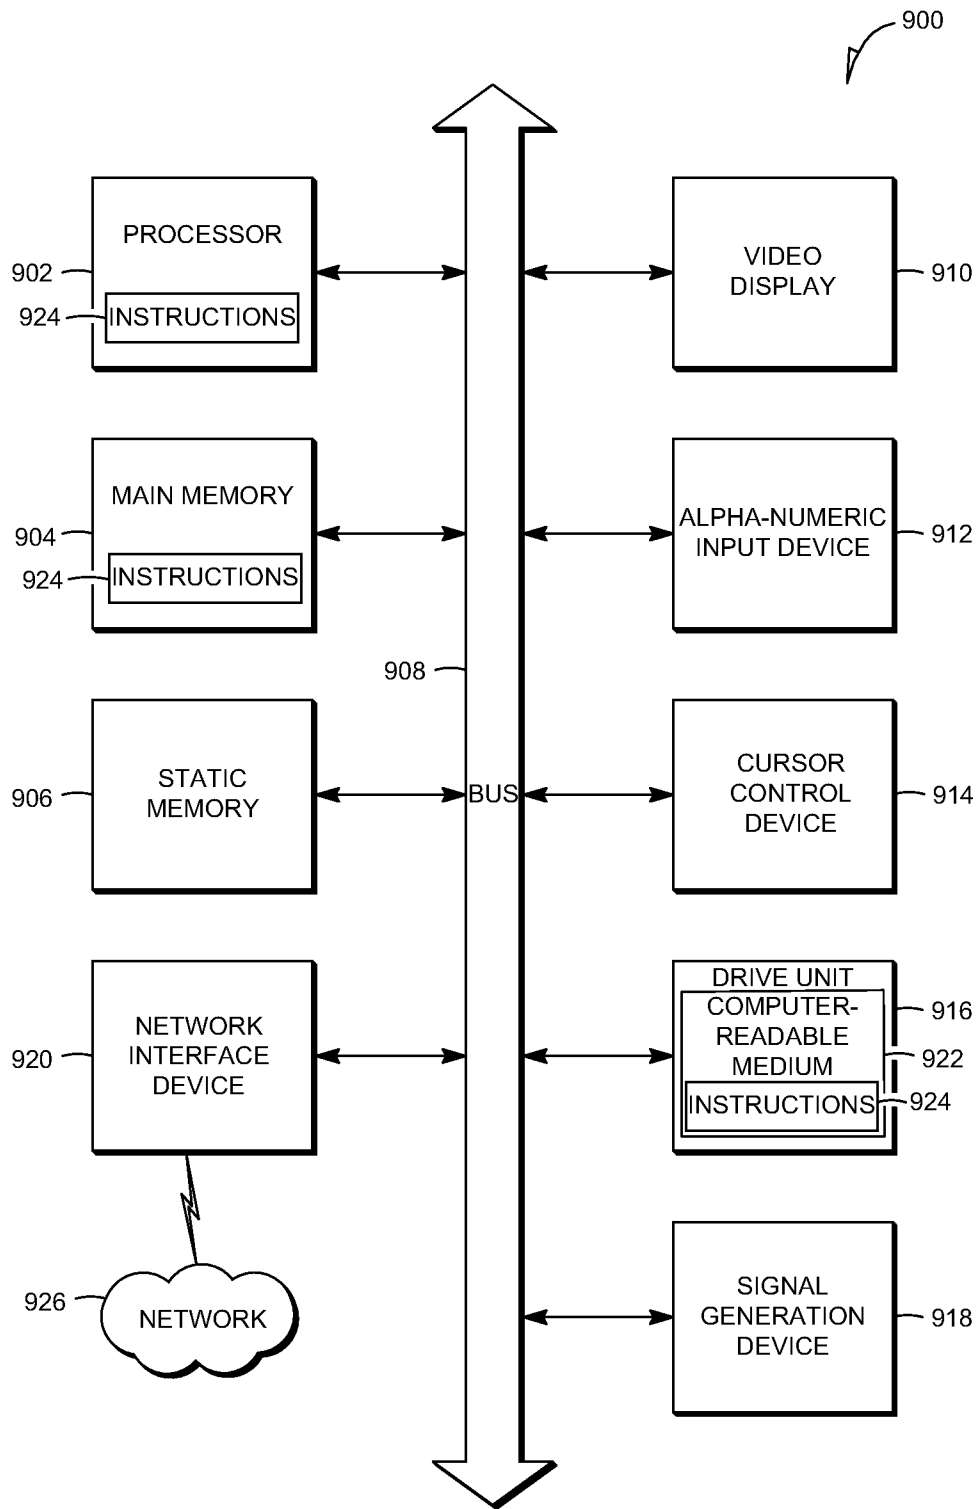 900
PROCESSOR
902
924
INSTRUCTIONS
VIDEO
DISPLAY
910
MAIN MEMORY
904
924
INSTRUCTIONS
ALPHA-NUMERIC
INPUT DEVICE
912
908
STATIC
MEMORY
906
BUS
CURSOR
CONTROL
DEVICE
914
NETWORK
INTERFACE
DEVICE
920
DRIVE UNIT
916
COMPUTER-
READABLE
MEDIUM
922
INSTRUCTIONS
924
926
NETWORK
SIGNAL
GENERATION
DEVICE
918